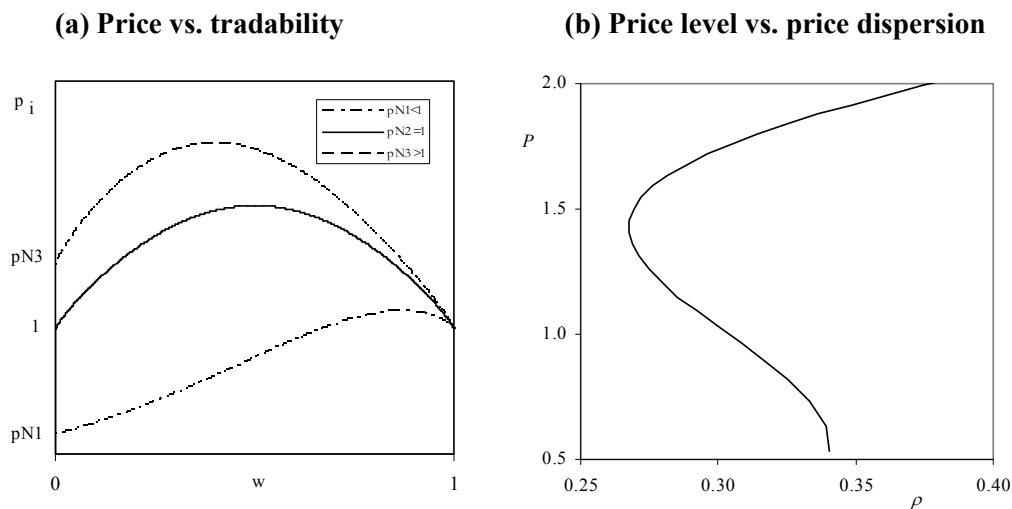 (a) Price vs. tradability
p i
pN1<1
pN2=1
pN3>1
pN3
1
pN1
0
w
1
(b) Price level vs. price dispersion
2.0
P
1.5
1.0
0.5
0.25
0.30
0.35
0.40
ρ